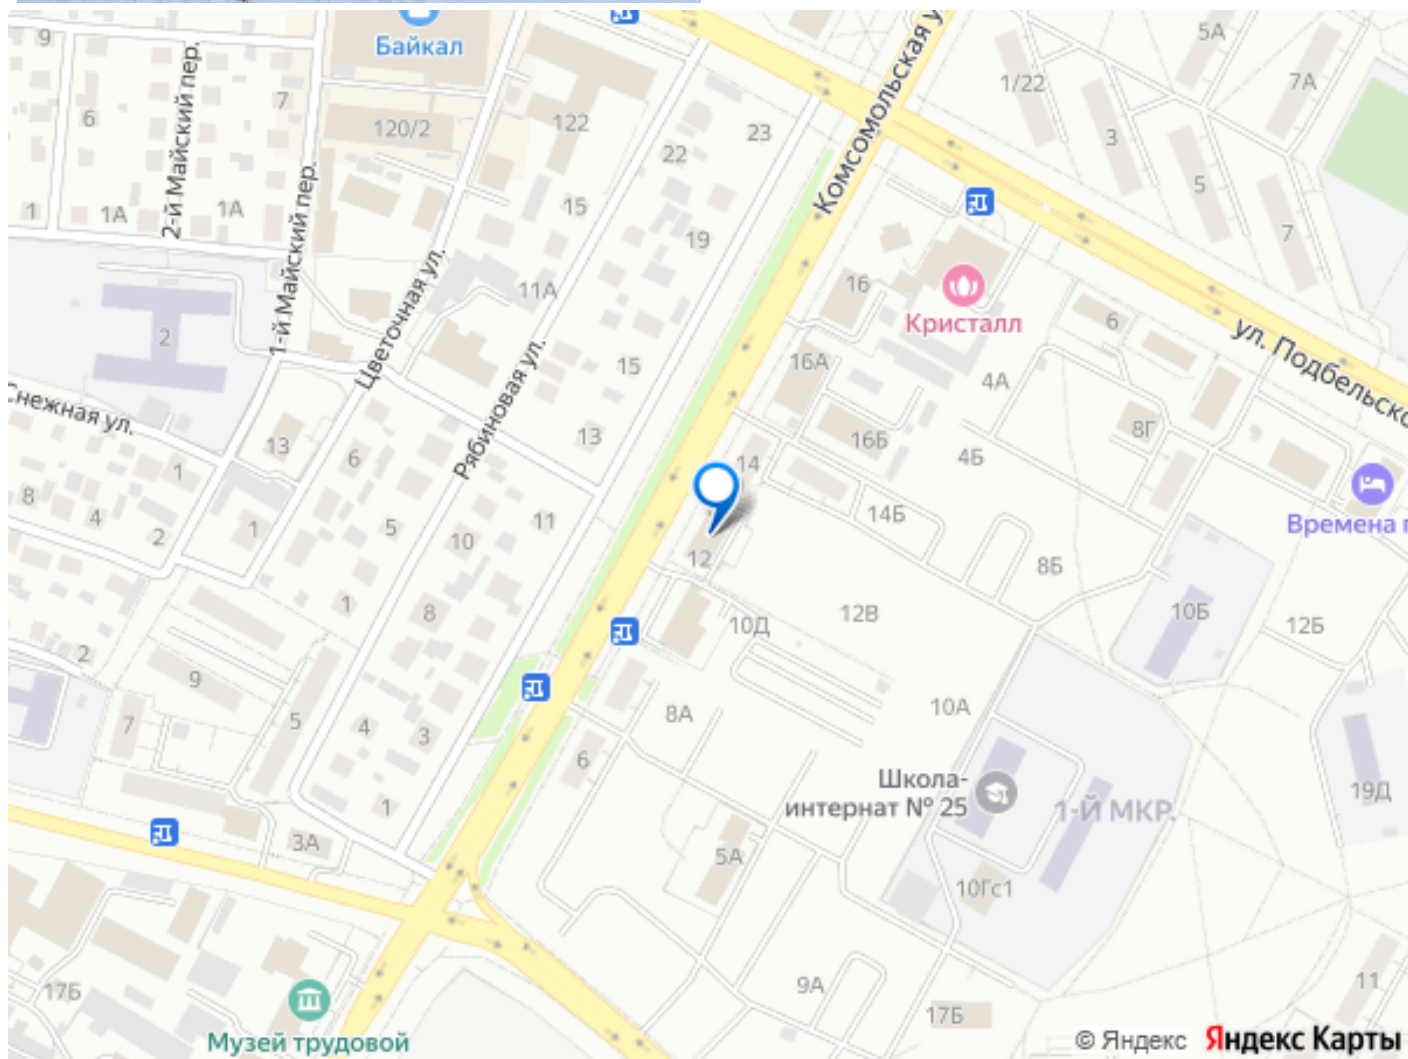 9
2-й Майский пер.
Байкал
Комсомольская у
5А
1/22
7А
6
7
120/2
122
23
3
22
5
1
1А
1А
15
19
7
1-й Майский пер.
Цветочная ул.
11А
16
Кристалл
6
ул. Подбельско
2
15
16А
4А
Снежная ул.
Рябиновая ул.
13
6
13
16Б
8Г
1
14
4Б
8
4
2
1
5
10
11
14Б
Времена г
12
8Б
1
8
10Д
12В
10Б
12Б
2
9
7
5
4
3
8А
10А
6
Школа-
интернат № 25
1-Й МКР.
19Д
1
3А
5А
10Гс1
17Б
9А
17Б
11
Музей трудовой
© Яндекс Яндекс Карты